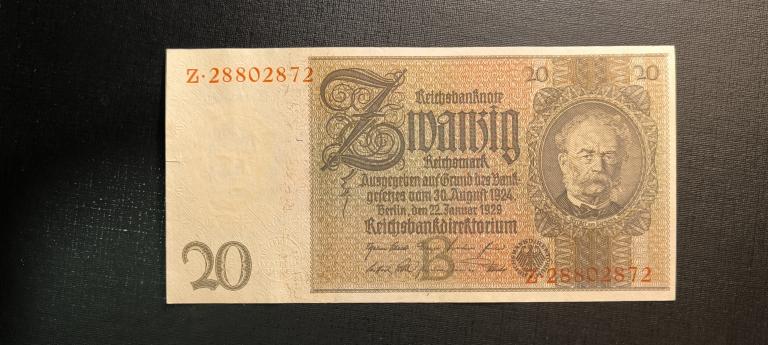 Z·28802872
20 20
Reichsbanknote
Zwanzig
Reichsmark
Ausgegeben auf Grund des Bank-
gesetzes vom 30. August 1924
Berlin, den 22. Januar 1929
Reichsbankdirektorium
B
20
Z·28802872